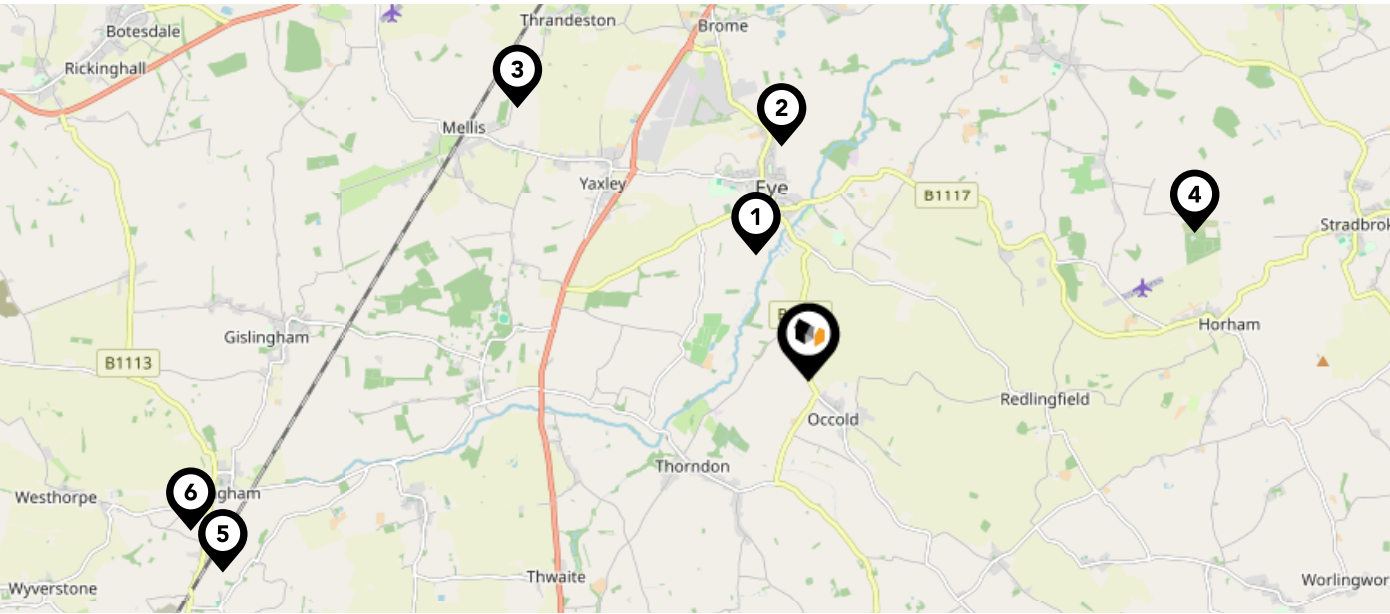 Thrandeston
Brome
Botesdale
Rickinghall
3
2
Mellis
Yaxley
Eye
4
B1117
1
Stradbrok
Gislingham
Horham
B1113
Redlingfield
Occold
Thorndon
6
gham
Westhorpe
5
Thwaite
Wyverstone
Worlingwor